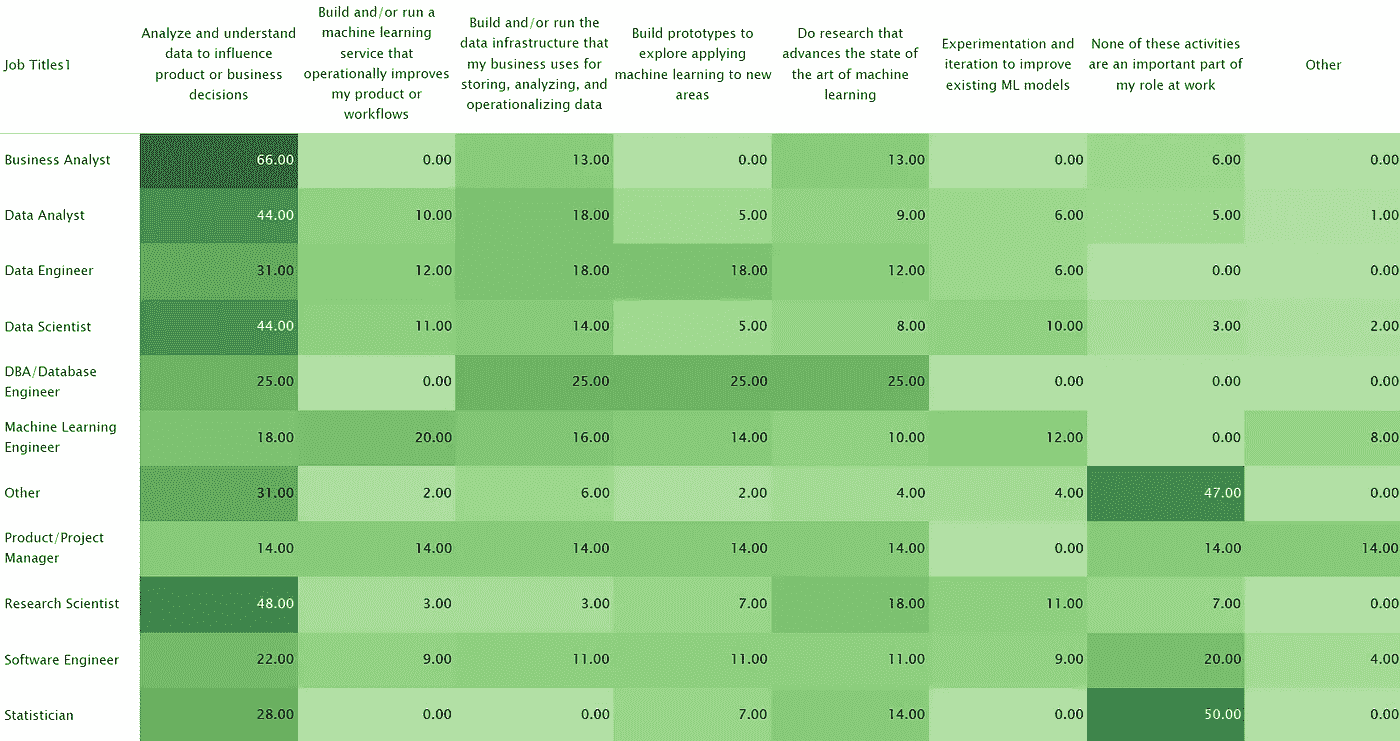 Job Titles1
Analyze and understand
data to influence
product or business
decisions
Build and/or run a
machine learning
service that
operationally improves
my product or
workflows
Build and/or run the
data infrastructure that
my business uses for
storing, analyzing, and
operationalizing data
Build prototypes to
explore applying
machine learning to new
areas
Do research that
advances the state of
the art of machine
learning
Experimentation and
iteration to improve
existing ML models
None of these activities
are an important part of
my role at work
Other
Business Analyst 66.00 0.00 13.00 0.00 13.00 0.00 6.00 0.00
Data Analyst 44.00 10.00 18.00 5.00 9.00 6.00 5.00 1.00
Data Engineer 31.00 12.00 18.00 18.00 12.00 6.00 0.00 0.00
Data Scientist 44.00 11.00 14.00 5.00 8.00 10.00 3.00 2.00
DBA/Database
Engineer
25.00 0.00 25.00 25.00 25.00 0.00 0.00 0.00
Machine Learning
Engineer
18.00 20.00 16.00 14.00 10.00 12.00 0.00 8.00
Other 31.00 2.00 6.00 2.00 4.00 4.00 47.00 0.00
Product/Project
Manager
14.00 14.00 14.00 14.00 14.00 0.00 14.00 14.00
Research Scientist 48.00 3.00 3.00 7.00 18.00 11.00 7.00 0.00
Software Engineer 22.00 9.00 11.00 11.00 11.00 9.00 20.00 4.00
Statistician 28.00 0.00 0.00 7.00 14.00 0.00 50.00 0.00